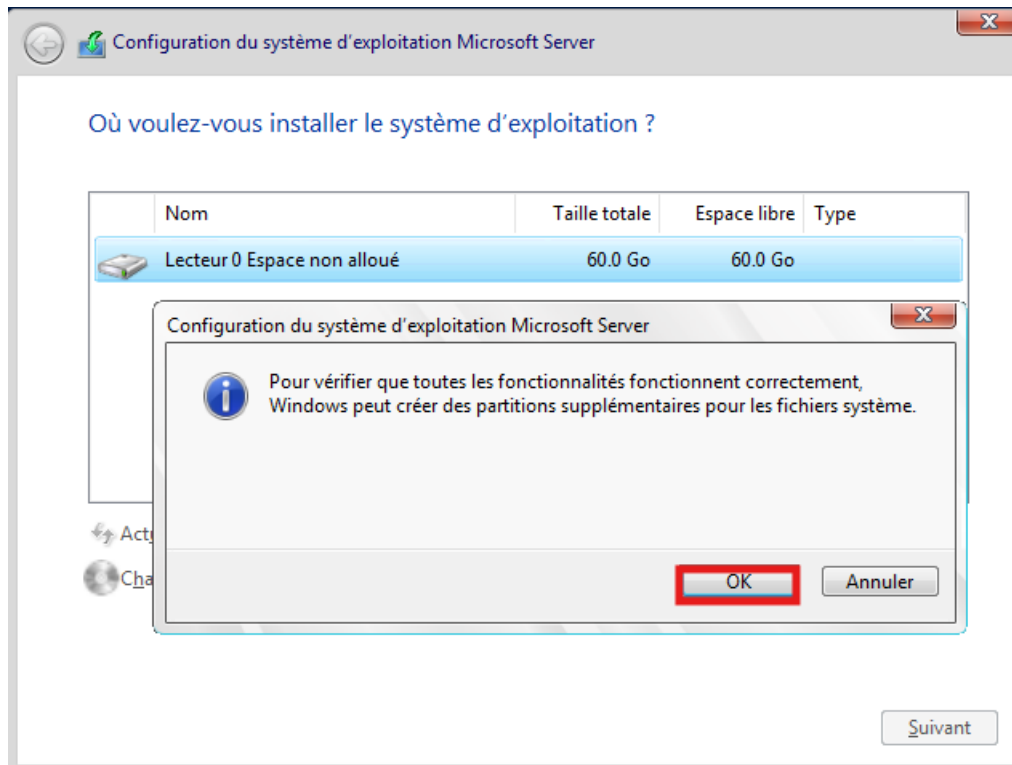 Configuration du système d'exploitation Microsoft Server
Où voulez-vous installer le système d'exploitation ?
Nom Taille totale Espace libre Type
Lecteur 0 Espace non alloué 60.0 Go 60.0 Go
Configuration du système d'exploitation Microsoft Server
Pour vérifier que toutes les fonctionnalités fonctionnent correctement,
Windows peut créer des partitions supplémentaires pour les fichiers système.
Act
Cha
OK Annuler
Suivant